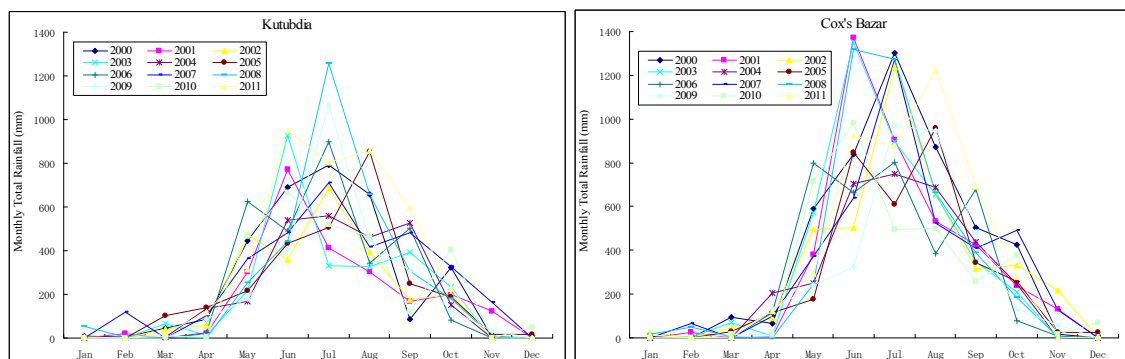 Kutubdia
Monthly Total Rainfall (mm)
1400
1200
1000
800
600
400
200
0
2000 2001 2002
2003 2004 2005
2006 2007 2008
2009 2010 2011
Jan Feb Mar Apr May Jun Jul Aug Sep Oct Nov Dec
Cox's Bazar
Monthly Total Rainfall (mm)
1400
1200
1000
800
600
400
200
0
2000 2001 2002
2003 2004 2005
2006 2007 2008
2009 2010 2011
Jan Feb Mar Apr May Jun Jul Aug Sep Oct Nov Dec